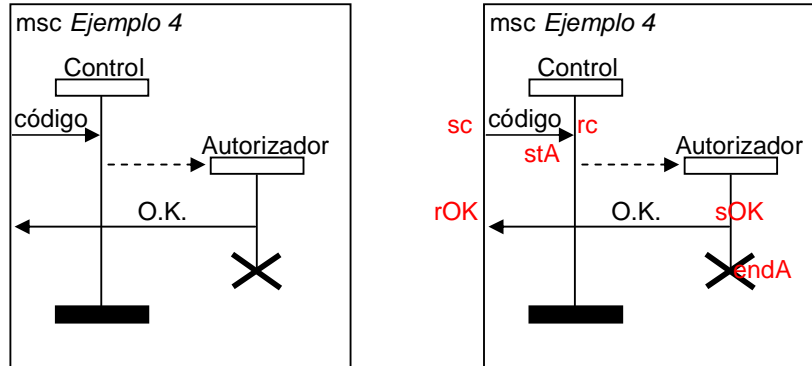 msc Ejemplo 4
Control
código
Autorizador
O.K.
msc Ejemplo 4
Control
sc
código
rc
stA
Autorizador
rOK
O.K.
sOK
endA